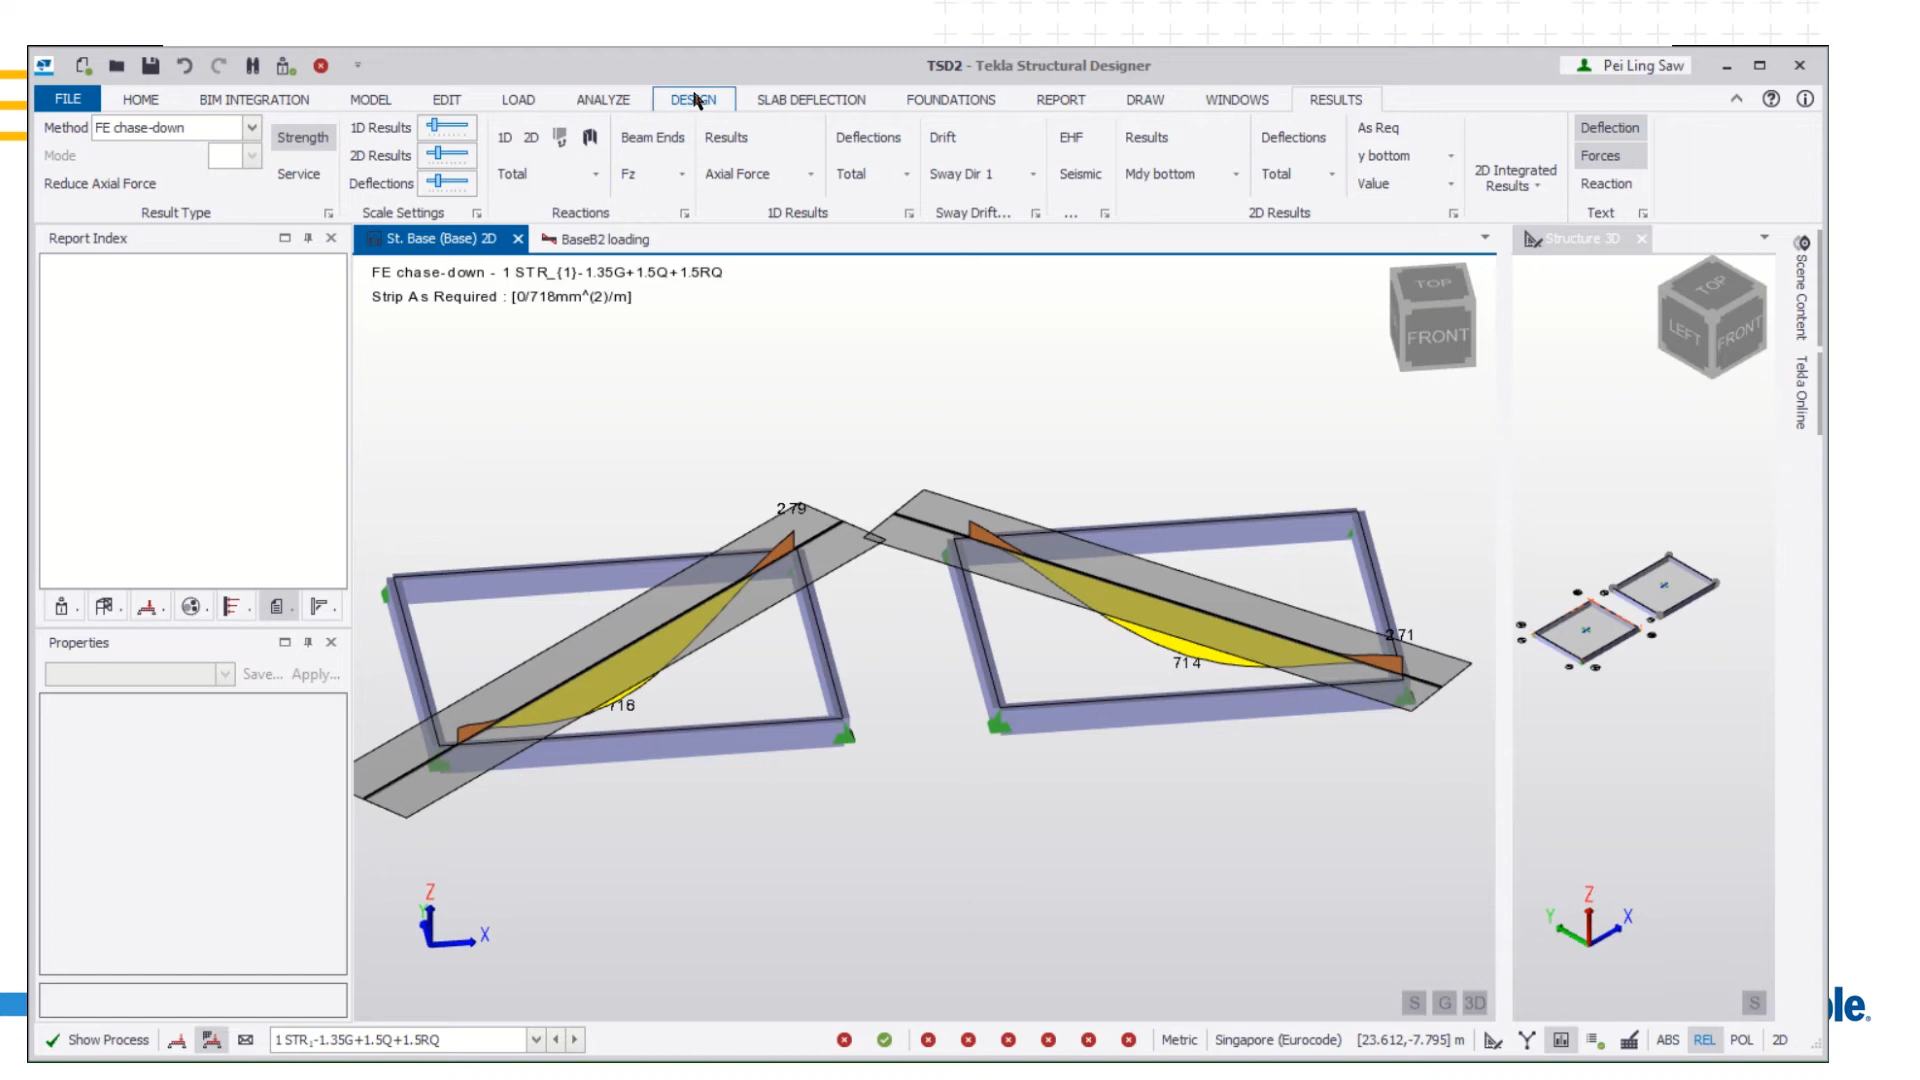 TSD2 - Tekla Structural Designer
Pei Ling Saw
FILE HOME BIM INTEGRATION MODEL EDIT LOAD ANALYZE DESIGN SLAB DEFLECTION FOUNDATIONS REPORT DRAW WINDOWS RESULTS
Method FE chase-down
Mode
Reduce Axial Force
Result Type
Strength
Service
1D Results
2D Results
Deflections
Scale Settings
1D 2D
Total
Beam Ends
Fz
Reactions
Results
Axial Force
Deflections
Total
1D Results
Drift
Sway Dir 1
Sway Drift...
EHF
Seismic
...
Results
Mdy bottom
Deflections
Total
As Req
y bottom
Value
2D Results
2D Integrated
Results
Deflection
Forces
Reaction
Text
Report Index
St. Base (Base) 2D
BaseB2 loading
Structure 3D
FE chase-down - 1 STR_{1}-1.35G+1.5Q+1.5RQ
Strip As Required : [0/718mm^(2)/m]
TOP
FRONT
TOP
LEFT
FRONT
Scene Content
Tekla Online
279
271
714
718
Properties
Save... Apply...
Z
Y
X
Z
Y
X
S G 3D
S
le.
Show Process
1 STR₁-1.35G+1.5Q+1.5RQ
Metric
Singapore (Eurocode)
[23.612,-7.795] m
ABS REL POL 2D